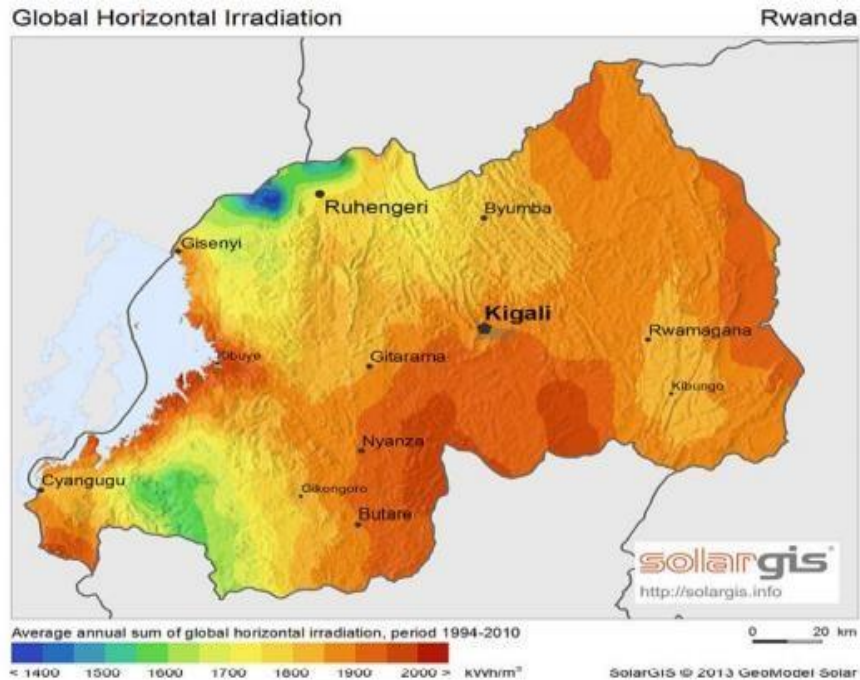 Global Horizontal Irradiation Rwanda
Ruhengeri
Byumba
Gisenyi
Kigali
Rwamagana
Kibuye
Gitarama
Kibungo
Nyanza
Cyangugu
Gikongoro
Butare
solargis
http://solargis.info
Average annual sum of global horizontal irradiation, period 1994-2010
0 20 km
< 1400 1500 1600 1700 1800 1900 2000 > kWh/m²
SolarGIS © 2013 GeoModel Solar